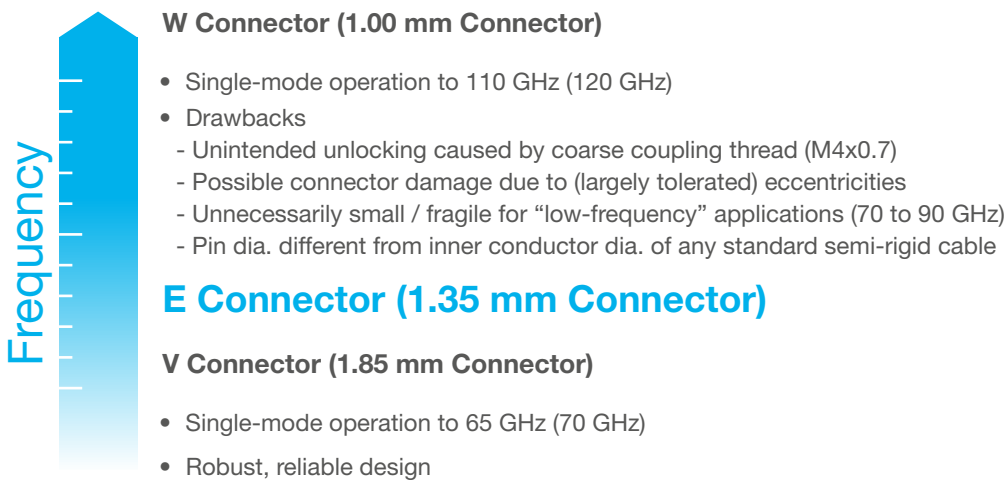 W Connector (1.00 mm Connector)
• Single-mode operation to 110 GHz (120 GHz)
• Drawbacks
- Unintended unlocking caused by coarse coupling thread (M4x0.7)
- Possible connector damage due to (largely tolerated) eccentricities
- Unnecessarily small / fragile for “low-frequency” applications (70 to 90 GHz)
- Pin dia. different from inner conductor dia. of any standard semi-rigid cable
Frequency
E Connector (1.35 mm Connector)
V Connector (1.85 mm Connector)
• Single-mode operation to 65 GHz (70 GHz)
• Robust, reliable design